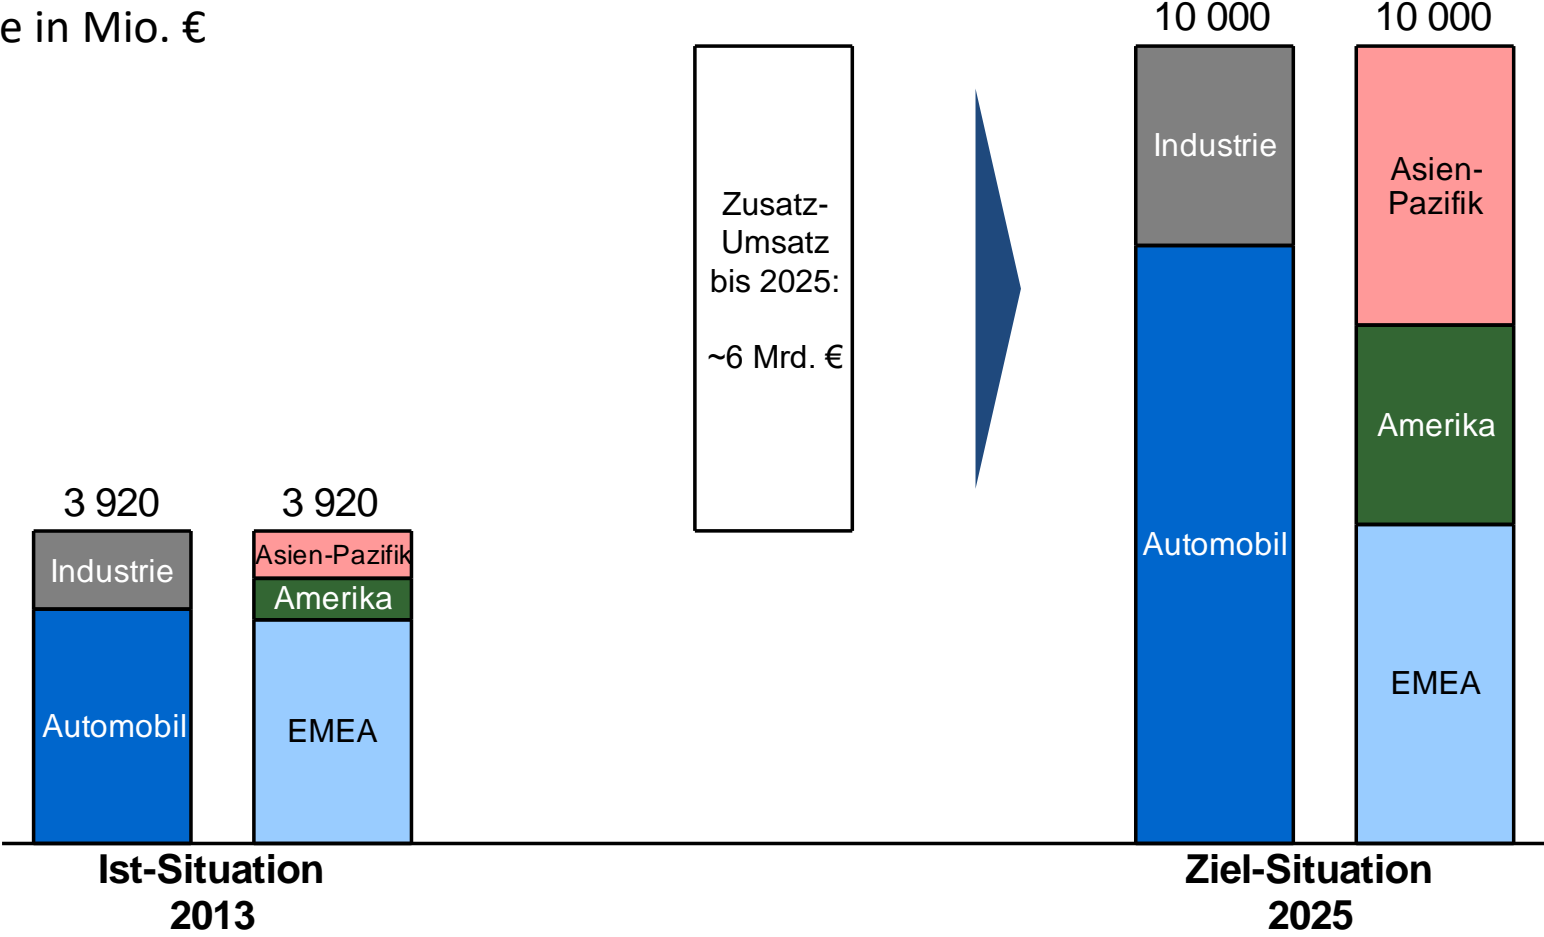 e in Mio. €
10 000
10 000
Zusatz-
Umsatz
bis 2025:
~6 Mrd. €
Industrie
Automobil
Asien-
Pazifik
Amerika
EMEA
3 920
3 920
Industrie
Automobil
Asien-Pazifik
Amerika
EMEA
Ist-Situation
2013
Ziel-Situation
2025